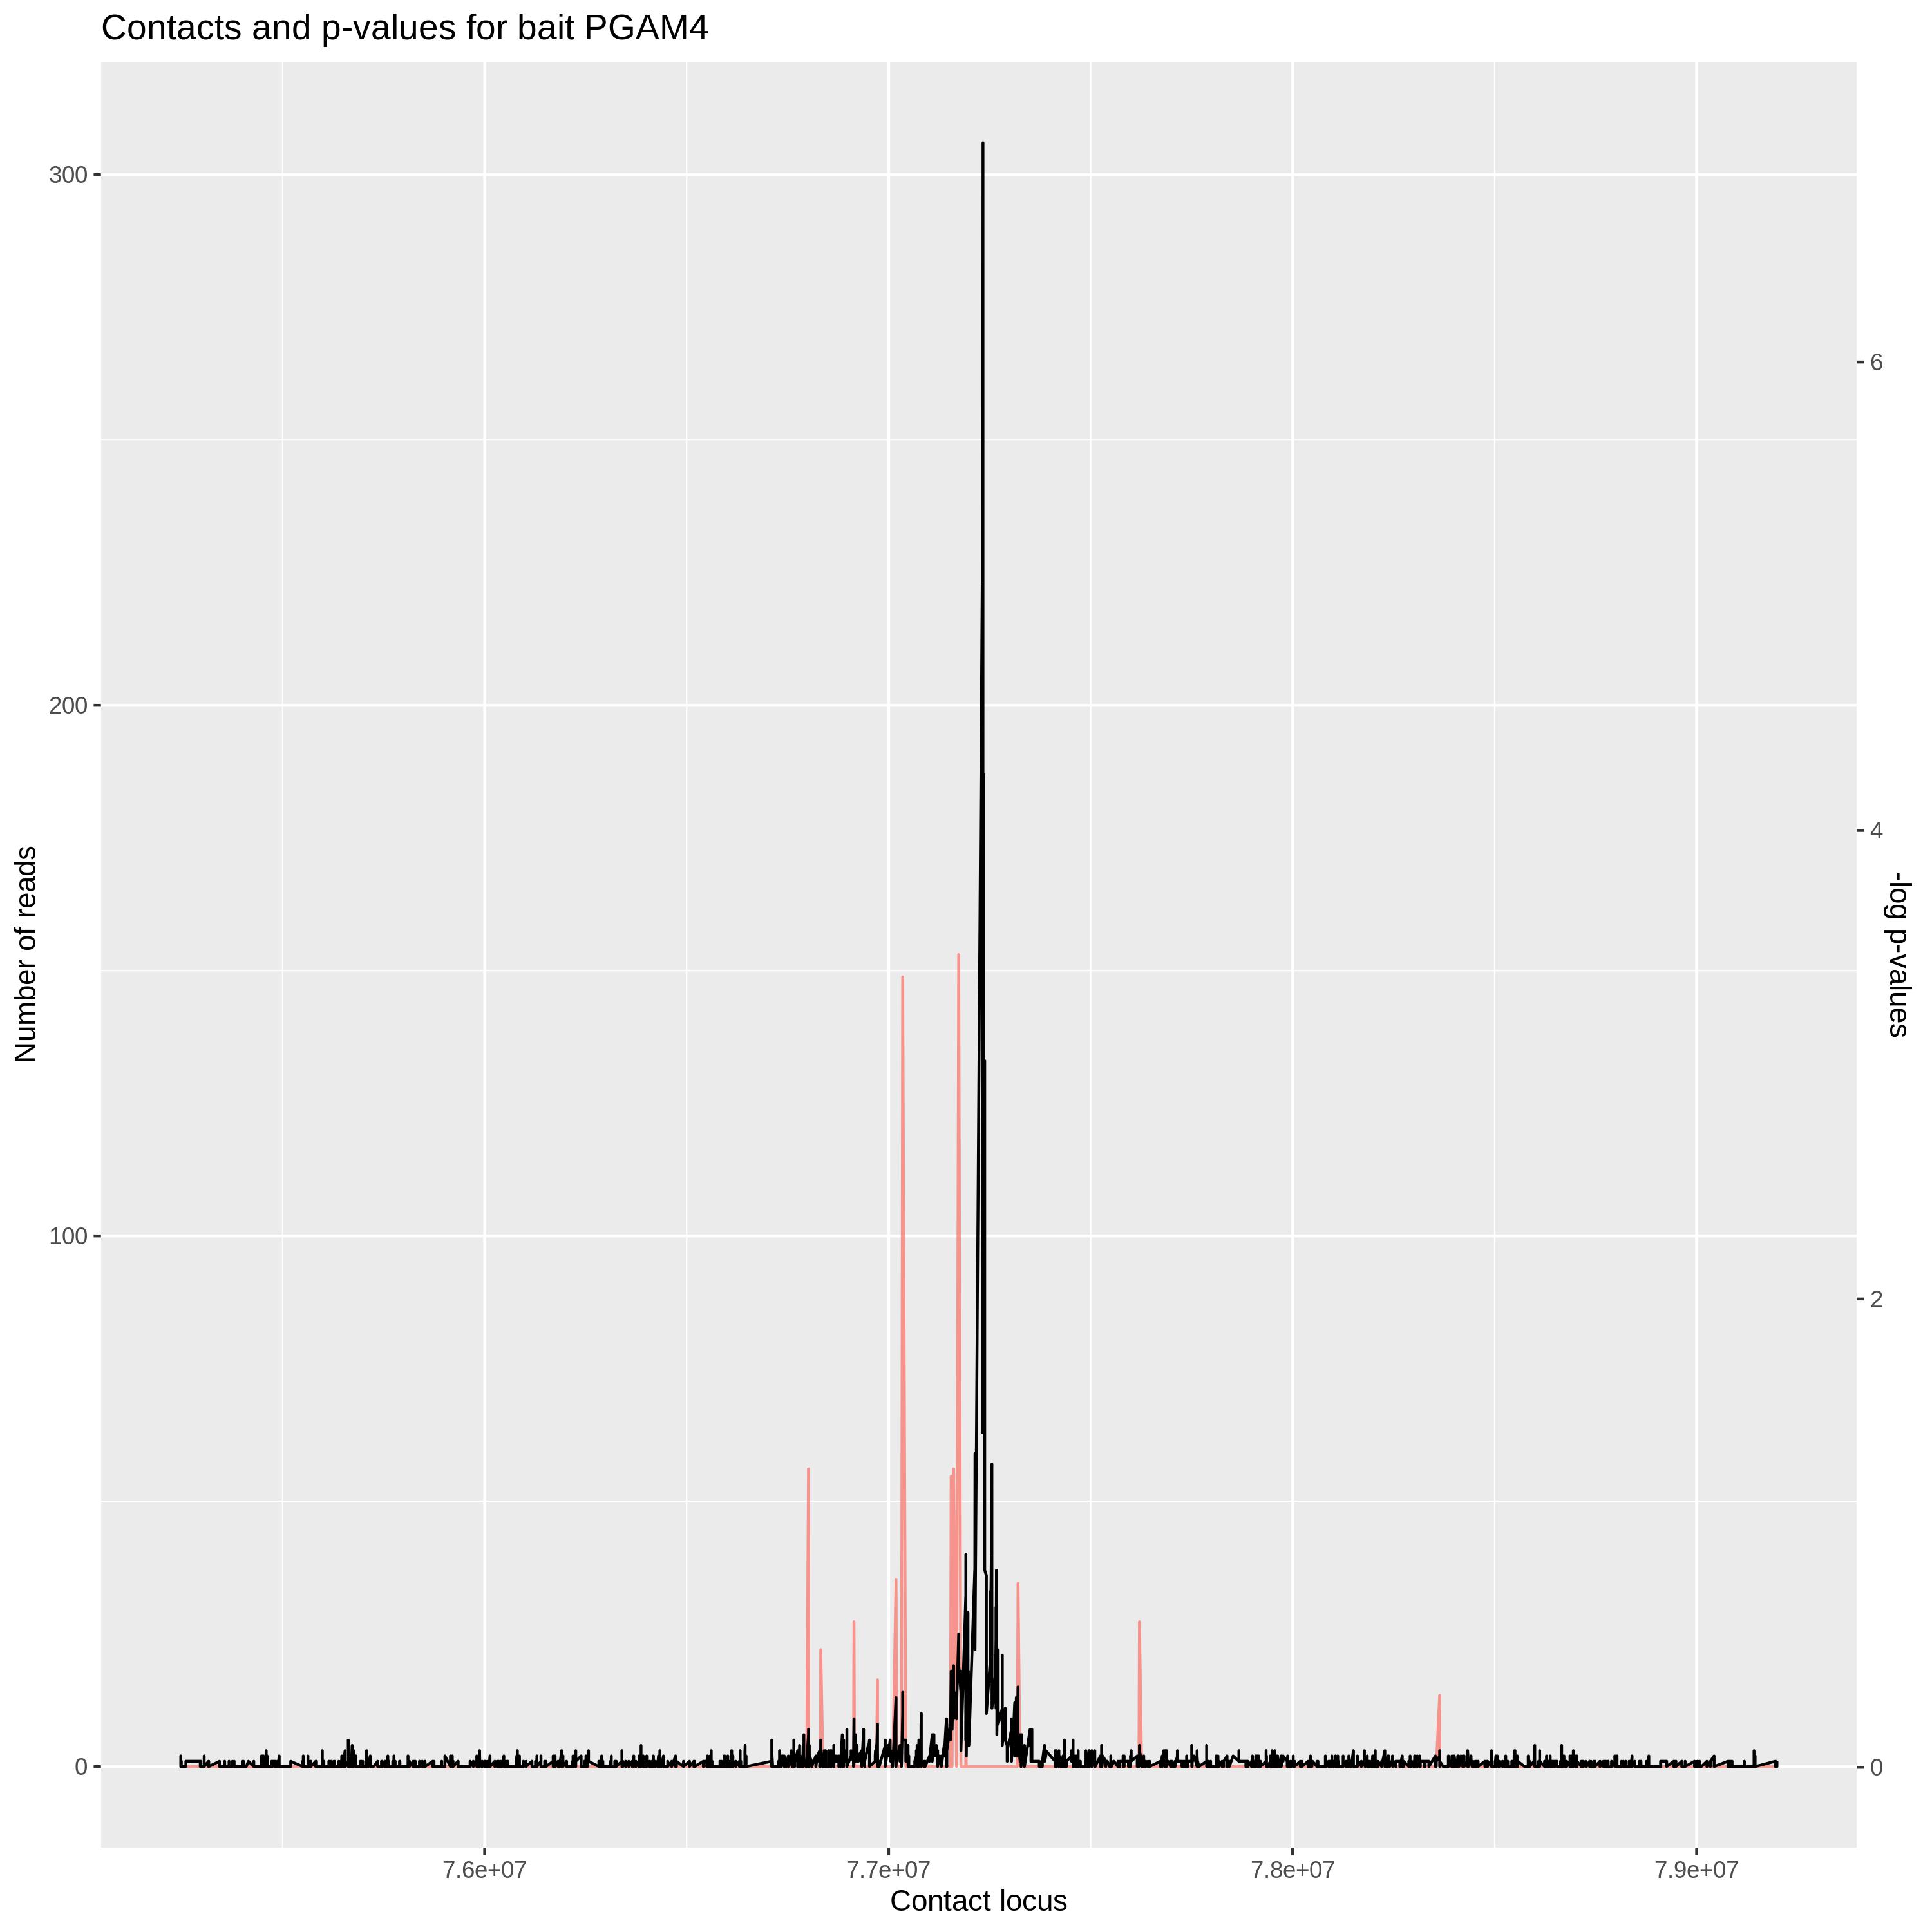 Contacts and p-values for bait PGAM4
300
200
100
0
Number of reads
6
4
2
0
-log p-values
7.6e+07 7.7e+07 7.8e+07 7.9e+07
Contact locus